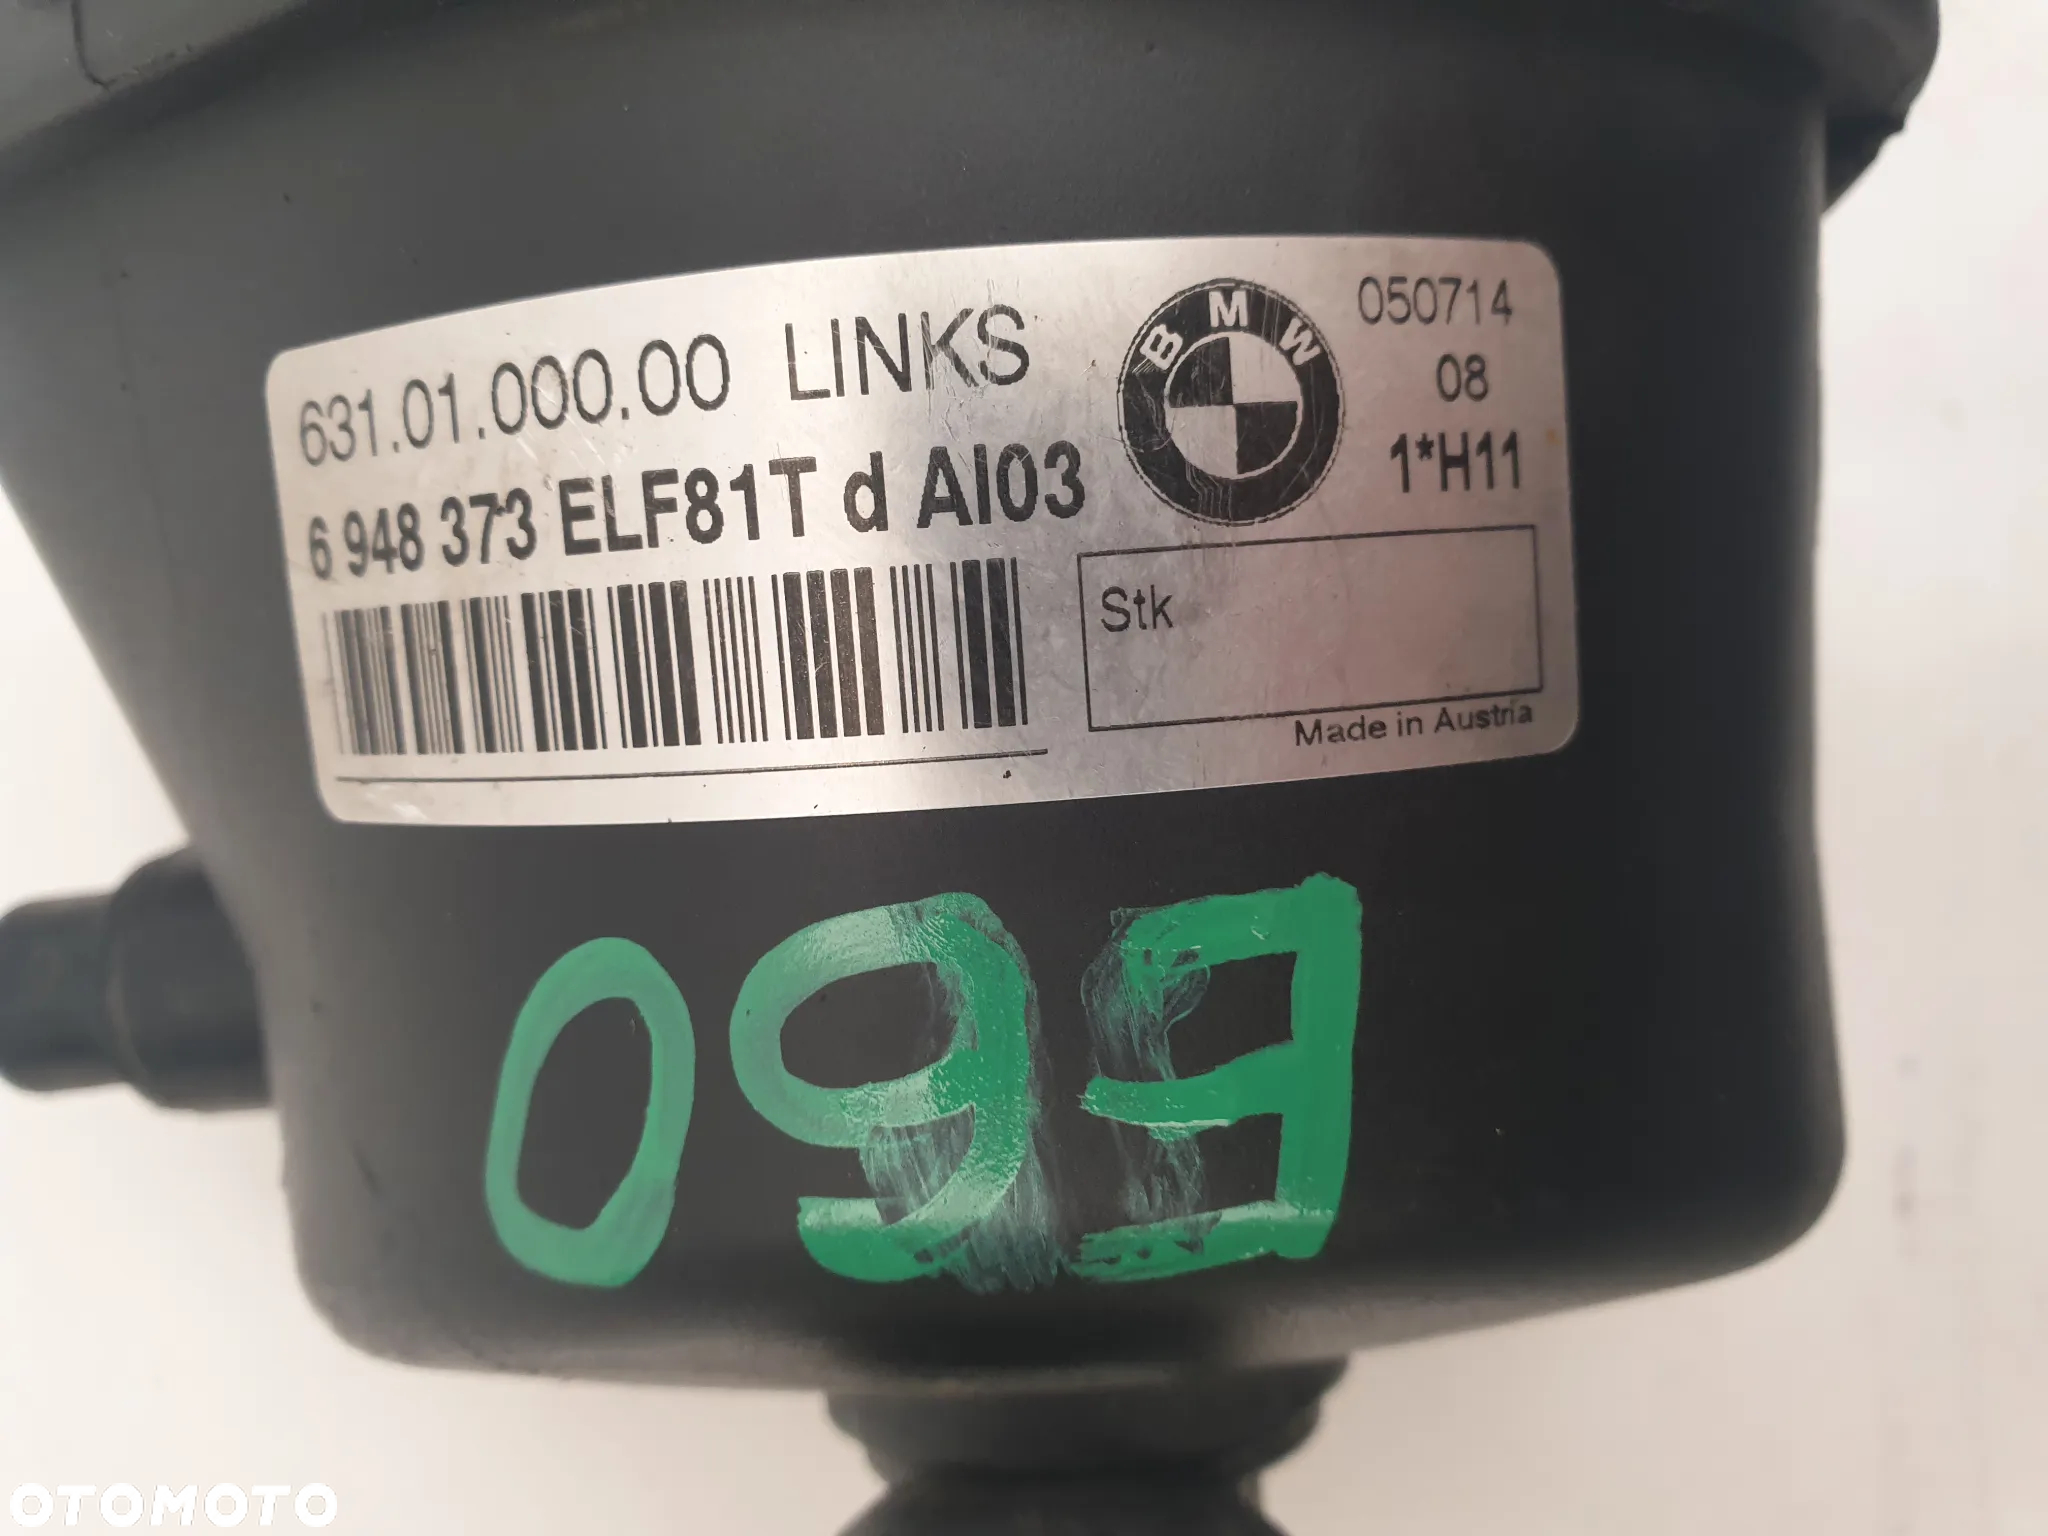 631.01.000.00 LINKS
6 948 373 ELF81T d AI03
BMW
050714
08
1*H11
Stk
Made in Austria
OTOMOTO